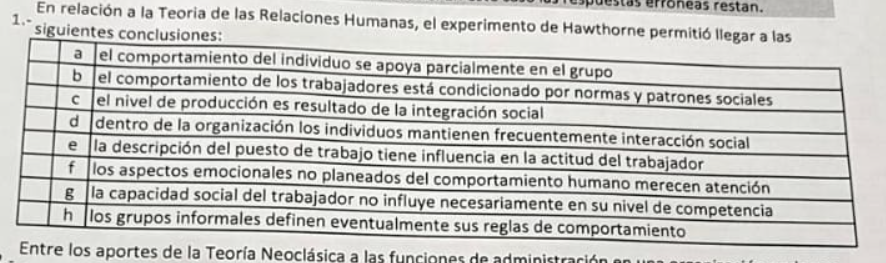 respuestas erróneas restan.
En relación a la Teoria de las Relaciones Humanas, el experimento de Hawthorne permitió llegar a las
1.- siguientes conclusiones:
a el comportamiento del individuo se apoya parcialmente en el grupo
b el comportamiento de los trabajadores está condicionado por normas y patrones sociales
c el nivel de producción es resultado de la integración social
d dentro de la organización los individuos mantienen frecuentemente interacción social
e la descripción del puesto de trabajo tiene influencia en la actitud del trabajador
f los aspectos emocionales no planeados del comportamiento humano merecen atención
g la capacidad social del trabajador no influye necesariamente en su nivel de competencia
h los grupos informales definen eventualmente sus reglas de comportamiento
Entre los aportes de la Teoría Neoclásica a las funciones de administración en